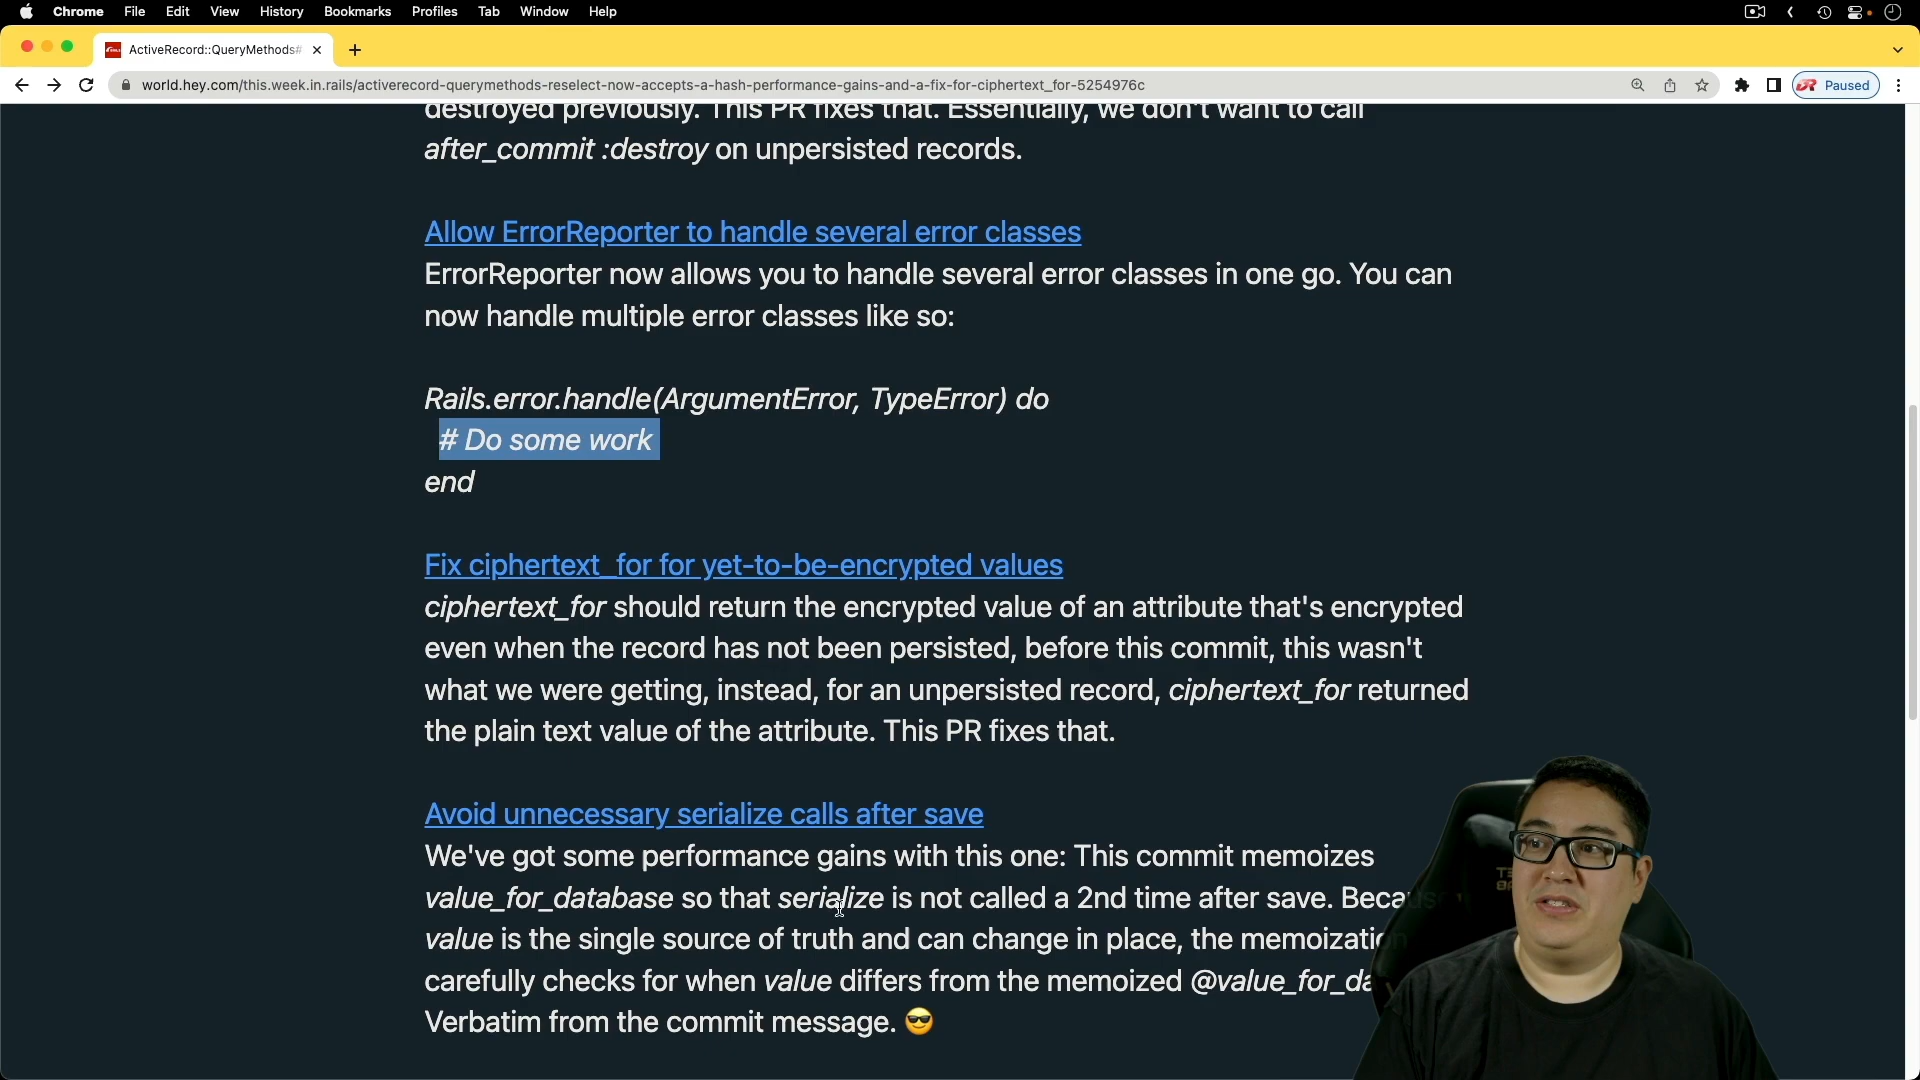 Chrome File Edit View History Bookmarks Profiles Tab Window Help
ActiveRecord::QueryMethods#
world.hey.com/this.week.in.rails/activerecord-querymethods-reselect-now-accepts-a-hash-performance-gains-and-a-fix-for-ciphertext_for-5254976c
Paused
destroyed previously. This PR fixes that. Essentially, we don't want to call
after_commit :destroy on unpersisted records.
Allow ErrorReporter to handle several error classes
ErrorReporter now allows you to handle several error classes in one go. You can
now handle multiple error classes like so:
Rails.error.handle(ArgumentError, TypeError) do
# Do some work
end
Fix ciphertext_for for yet-to-be-encrypted values
ciphertext_for should return the encrypted value of an attribute that's encrypted
even when the record has not been persisted, before this commit, this wasn't
what we were getting, instead, for an unpersisted record, ciphertext_for returned
the plain text value of the attribute. This PR fixes that.
Avoid unnecessary serialize calls after save
We've got some performance gains with this one: This commit memoizes
value_for_database so that serialize is not called a 2nd time after save. Because
value is the single source of truth and can change in place, the memoization
carefully checks for when value differs from the memoized @value_for_da
Verbatim from the commit message. 😎